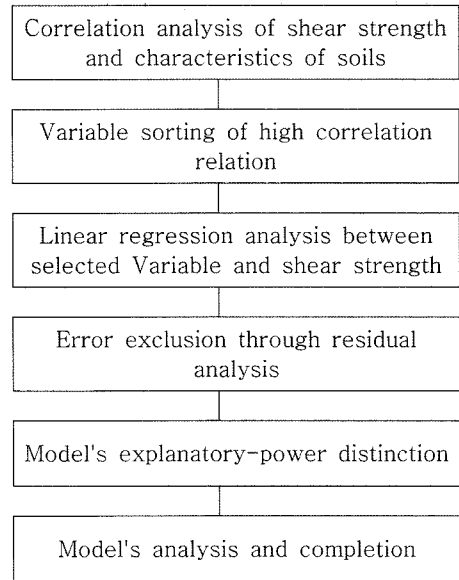 Correlation analysis of shear strength
and characteristics of soils
Variable sorting of high correlation
relation
Linear regression analysis between
selected Variable and shear strength
Error exclusion through residual
analysis
Model's explanatory-power distinction
Model's analysis and completion